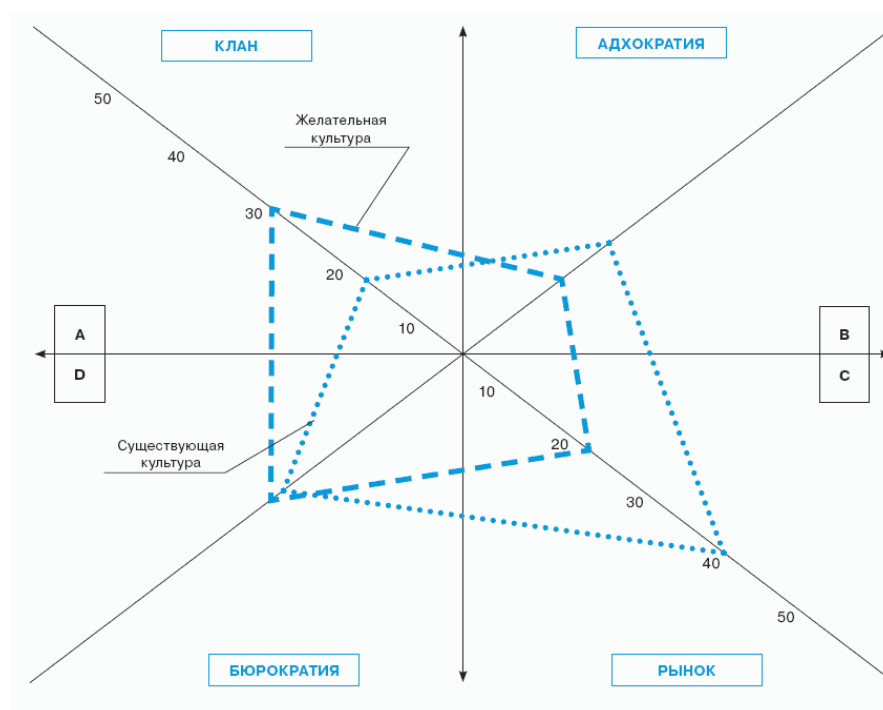 КЛАН
АДХОКРАТИЯ
50
Желательная
культура
40
30
20
10
A
B
D
C
10
Существующая
культура
20
30
40
50
БЮРОКРАТИЯ
РЫНОК